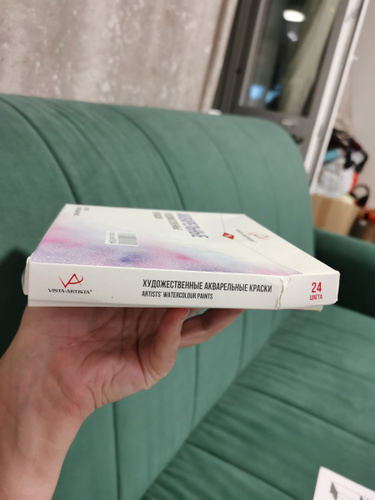 VISTA-ARTISTA®
ХУДОЖЕСТВЕННЫЕ АКВАРЕЛЬНЫЕ КРАСКИ
ARTISTS' WATERCOLOUR PAINTS
24
ЦВЕТА